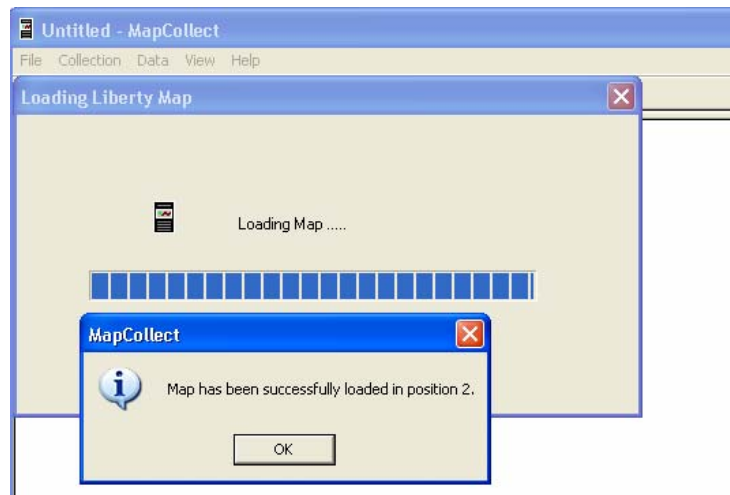 Untitled - MapCollect
File Collection Data View Help
Loading Liberty Map
Loading Map .....
MapCollect
Map has been successfully loaded in position 2.
OK